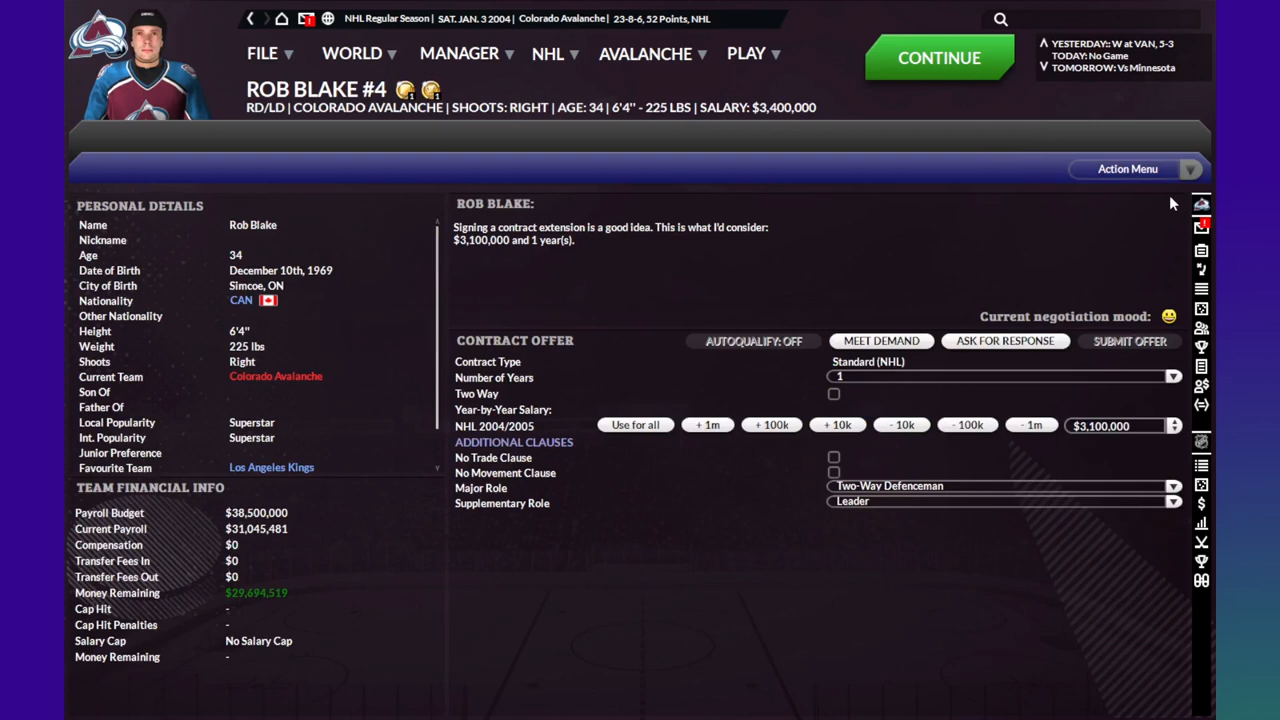 NHL Regular Season | SAT. JAN. 3 2004 | Colorado Avalanche | 23-8-6, 52 Points, NHL
FILE WORLD MANAGER NHL AVALANCHE PLAY
CONTINUE
YESTERDAY:: W at VAN, 5-3
TODAY: No Game
TOMORROW: Vs Minnesota
ROB BLAKE #4
RD/LD | COLORADO AVALANCHE | SHOOTS: RIGHT | AGE: 34 | 6'4" - 225 LBS | SALARY: $3,400,000
Action Menu
PERSONAL DETAILS
Name Rob Blake
Nickname
Age 34
Date of Birth December 10th, 1969
City of Birth Simcoe, ON
Nationality CAN
Other Nationality
Height 6'4"
Weight 225 lbs
Shoots Right
Current Team Colorado Avalanche
Son Of
Father Of
Local Popularity Superstar
Int. Popularity Superstar
Junior Preference
Favourite Team Los Angeles Kings
TEAM FINANCIAL INFO
Payroll Budget $38,500,000
Current Payroll $31,045,481
Compensation $0
Transfer Fees In $0
Transfer Fees Out $0
Money Remaining $29,694,519
Cap Hit -
Cap Hit Penalties -
Salary Cap No Salary Cap
Money Remaining -
ROB BLAKE:
Signing a contract extension is a good idea. This is what I'd consider:
$3,100,000 and 1 year(s).
Current negotiation mood:
CONTRACT OFFER AUTOQUALIFY: OFF MEET DEMAND ASK FOR RESPONSE SUBMIT OFFER
Contract Type Standard (NHL)
Number of Years 1
Two Way
Year-by-Year Salary:
NHL 2004/2005 Use for all + 1m + 100k + 10k - 10k - 100k - 1m $3,100,000
ADDITIONAL CLAUSES
No Trade Clause
No Movement Clause
Major Role Two-Way Defenceman
Supplementary Role Leader